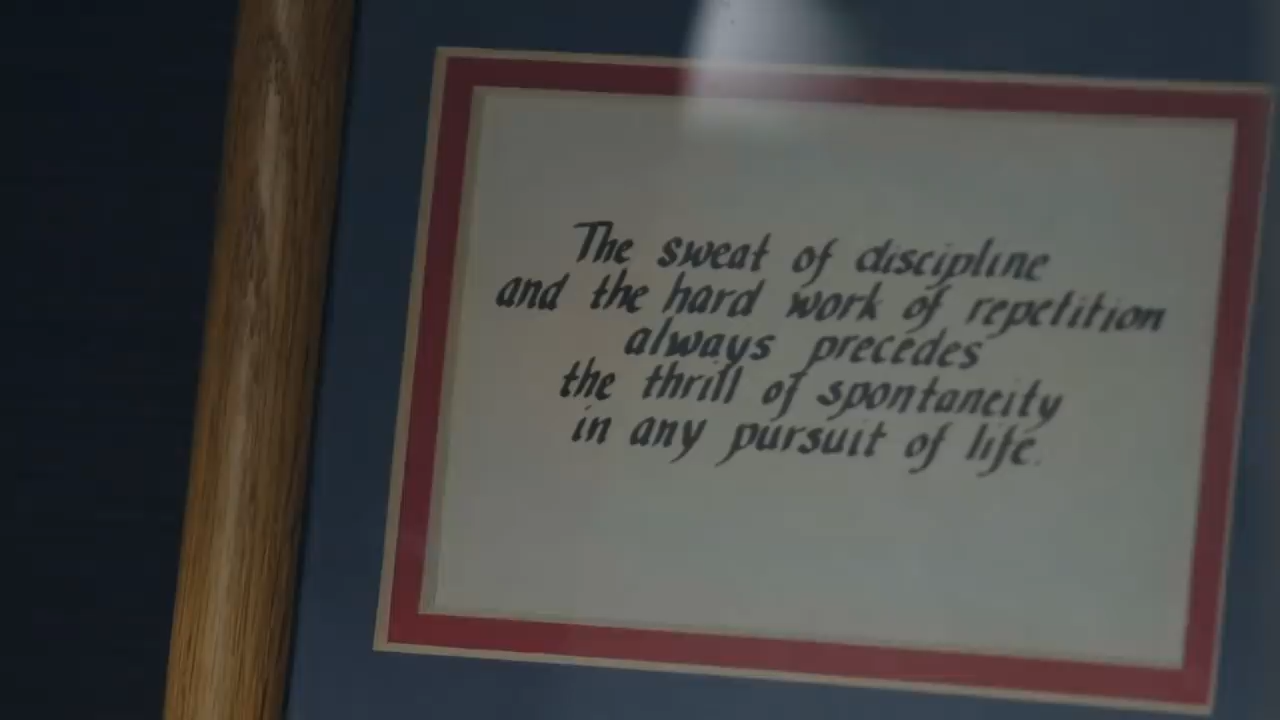 The sweat of discipline
and the hard work of repetition
always precedes
the thrill of spontaneity
in any pursuit of life.